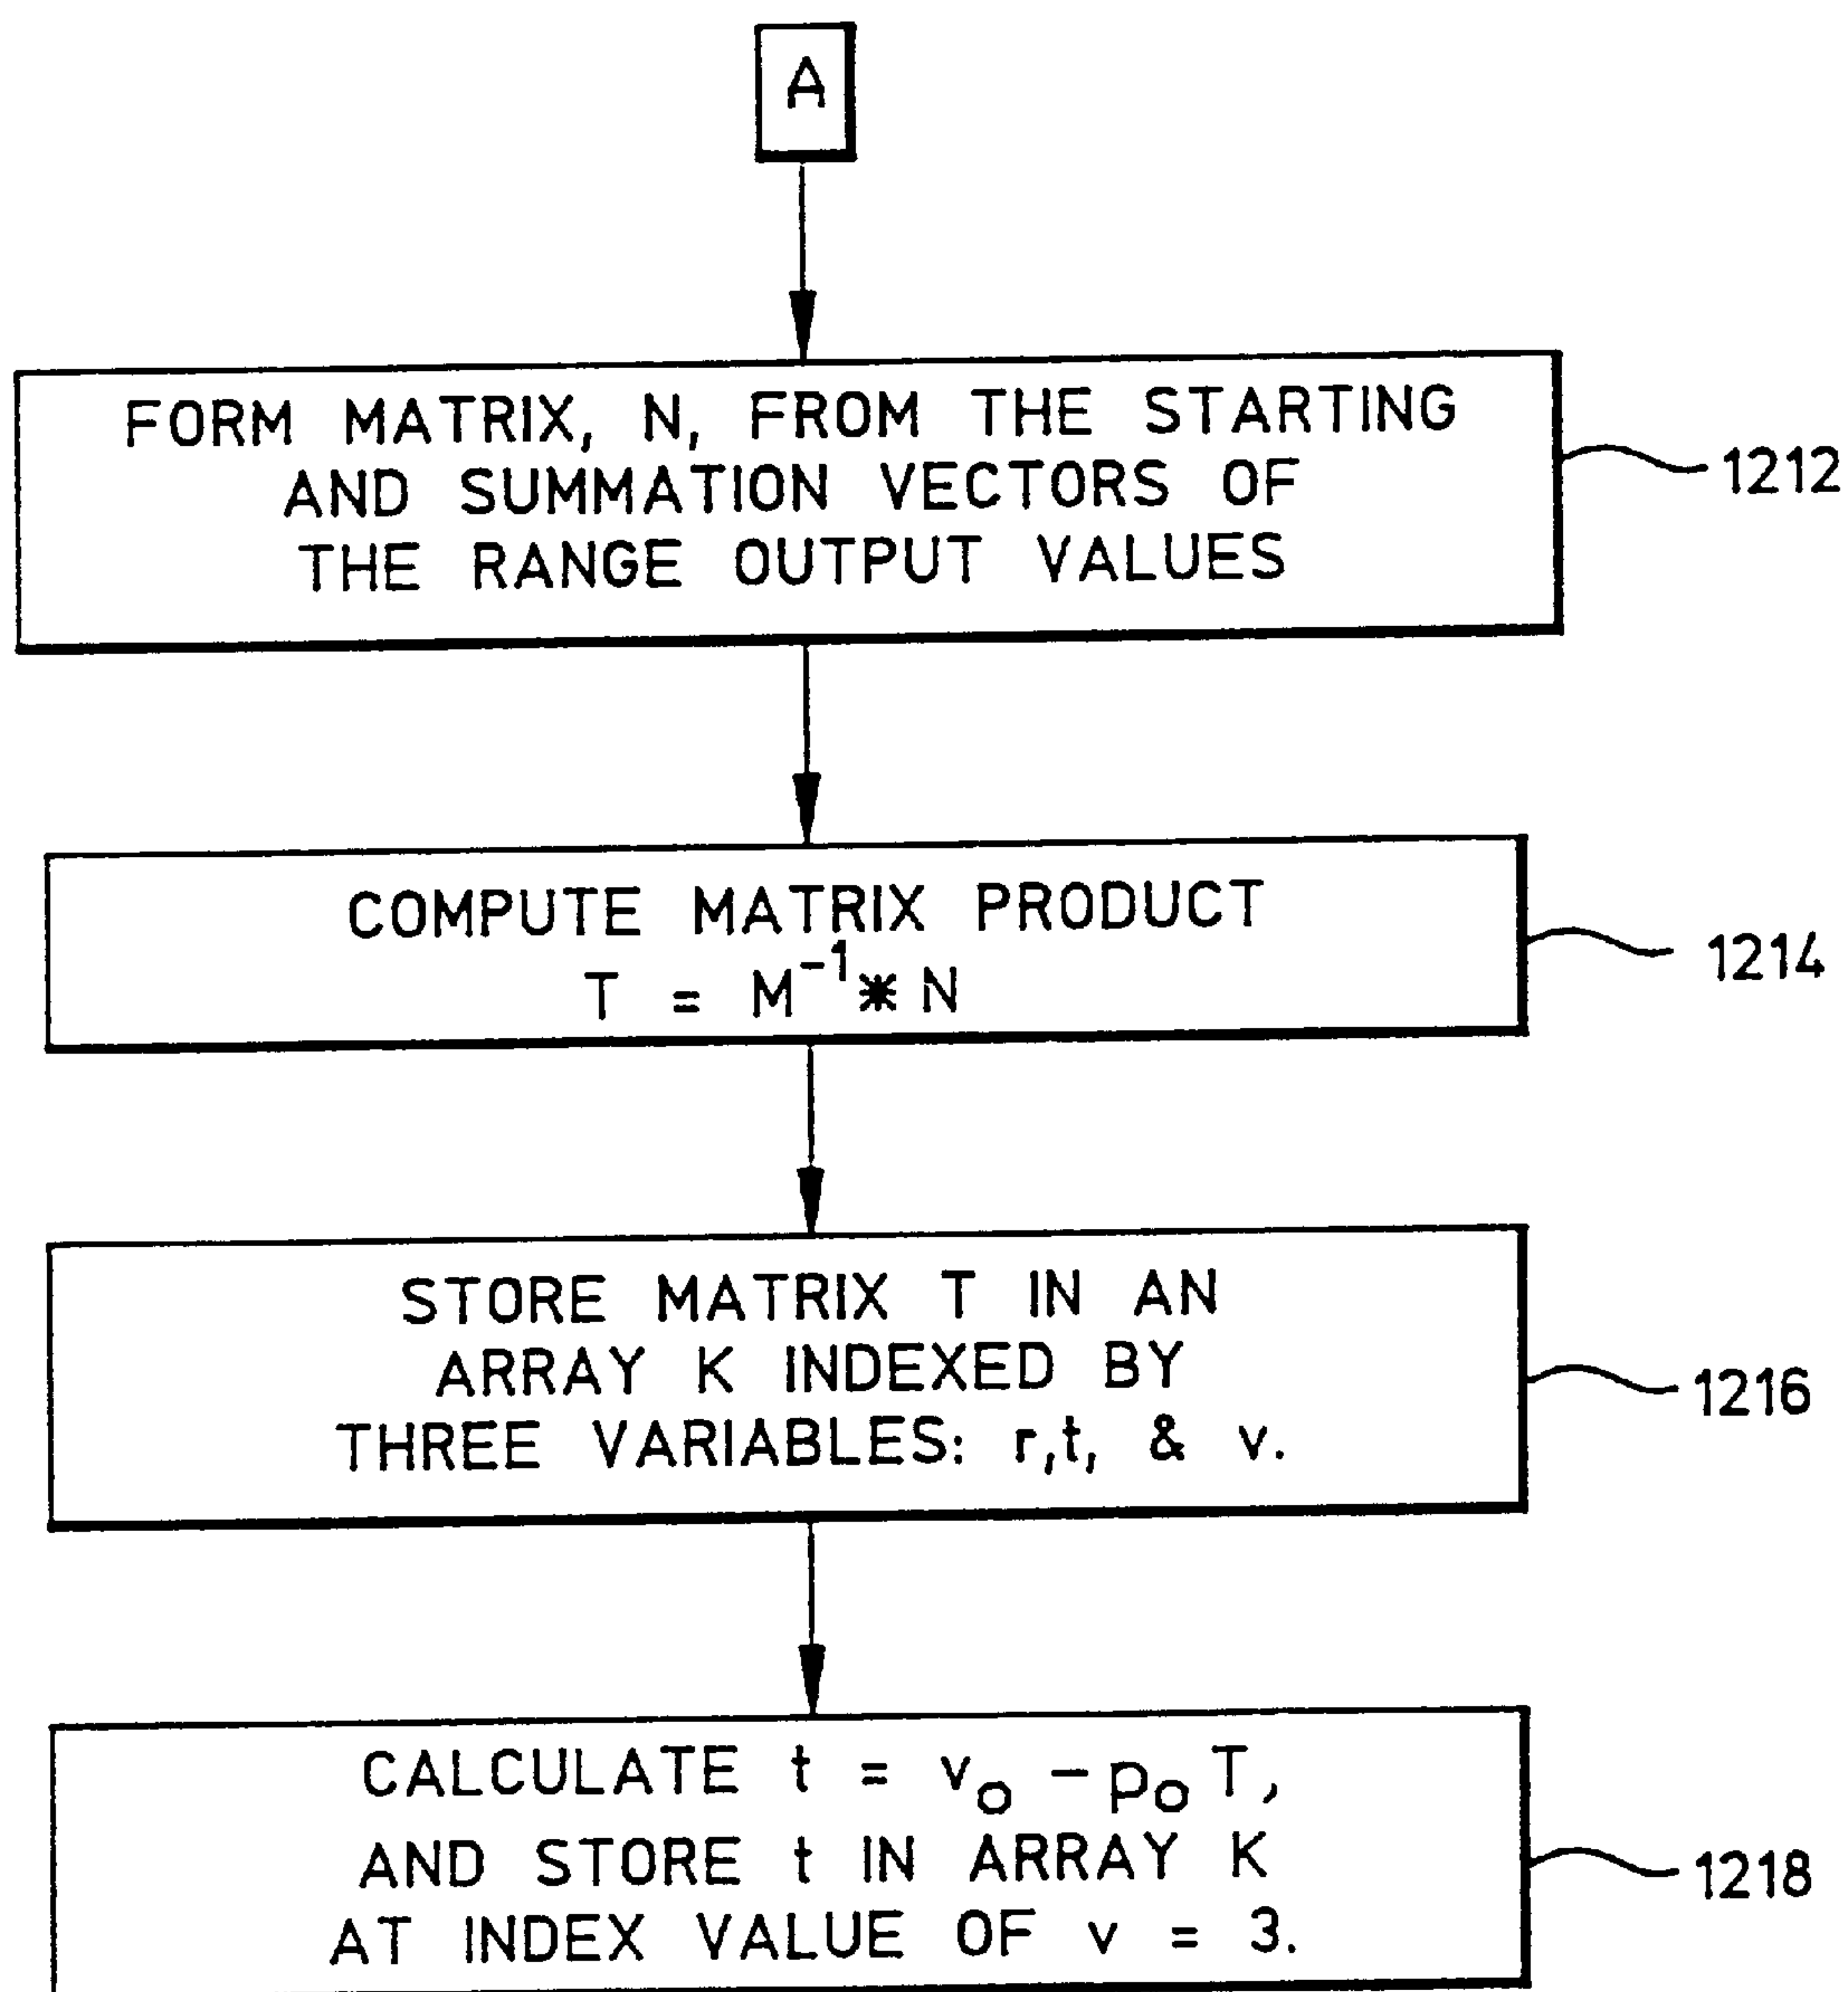 A
FORM MATRIX, N, FROM THE STARTING
AND SUMMATION VECTORS OF
THE RANGE OUTPUT VALUES
1212
COMPUTE MATRIX PRODUCT
T = M⁻¹* N
1214
STORE MATRIX T IN AN
ARRAY K INDEXED BY
THREE VARIABLES: r,t, & v.
1216
CALCULATE t = v₀ - p₀ T,
AND STORE t IN ARRAY K
AT INDEX VALUE OF v = 3.
1218